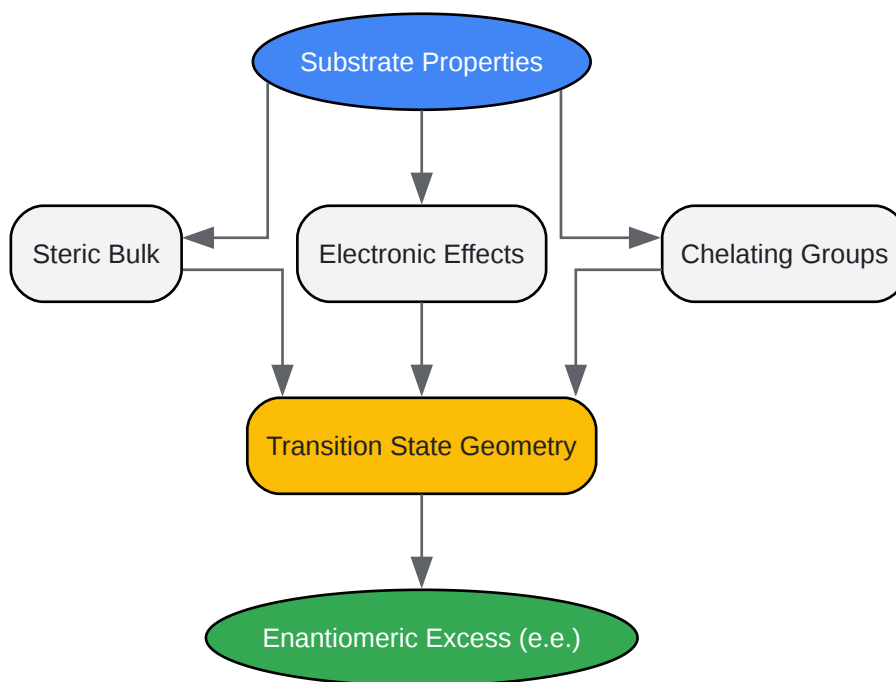 Substrate Properties
Steric Bulk
Electronic Effects
Chelating Groups
Transition State Geometry
Enantiomeric Excess (e.e.)